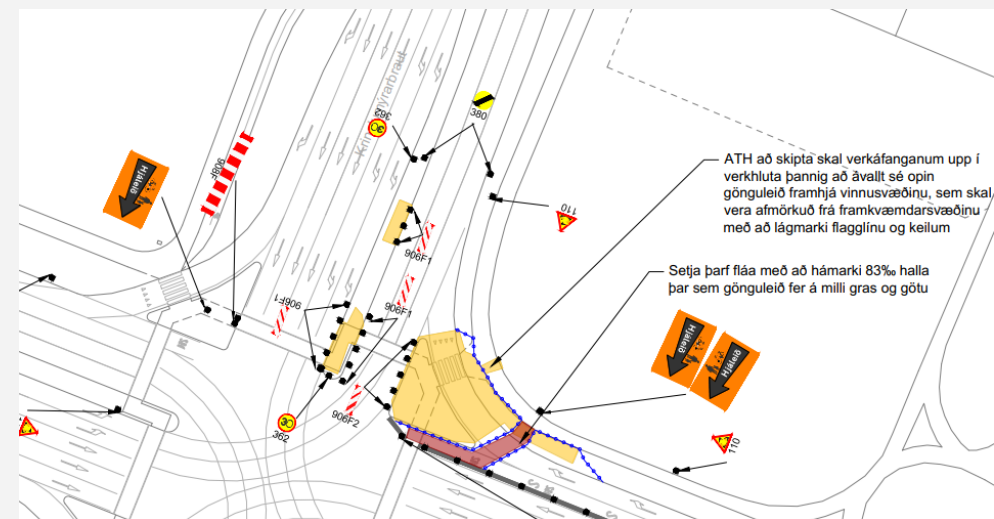 Kringlumýrarbraut
362
380
908F
Hjáleið
110
ATH að skipta skal verkáfanganum upp í
verkhluta þannig að ávallt sé opin
gönguleið framhjá vinnusvæðinu, sem skal
vera afmörkuð frá framkvæmdarsvæðinu
með að lágmarki flagglínu og keilum
906F1
906F1
906F1
Setja þarf fláa með að hámarki 83‰ halla
þar sem gönguleið fer á milli gras og götu
Hjáleið
Hjáleið
906F2
362
110
S
S